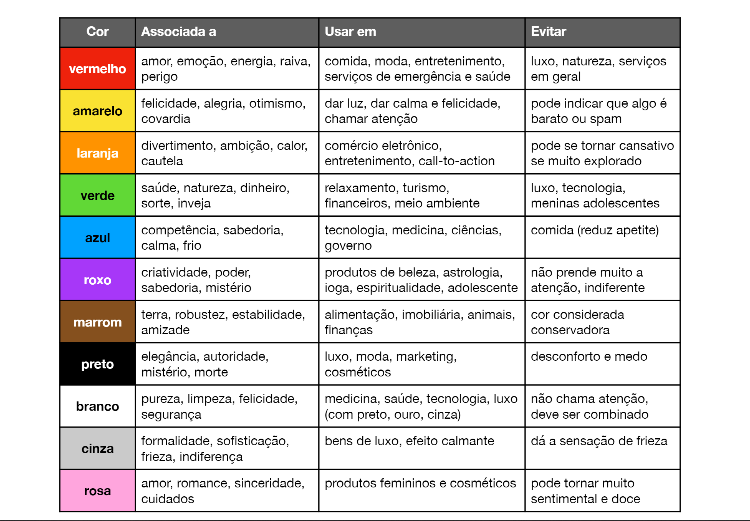 Cor Associada a Usar em Evitar
vermelho
amor, emoção, energia, raiva,
perigo
comida, moda, entretenimento,
serviços de emergência e saúde
luxo, natureza, serviços
em geral
amarelo
felicidade, alegria, otimismo,
covardia
dar luz, dar calma e felicidade,
chamar atenção
pode indicar que algo é
barato ou spam
laranja
divertimento, ambição, calor,
cautela
comércio eletrônico,
entretenimento, call-to-action
pode se tornar cansativo
se muito explorado
verde
saúde, natureza, dinheiro,
sorte, inveja
relaxamento, turismo,
financeiros, meio ambiente
luxo, tecnologia,
meninas adolescentes
azul
competência, sabedoria,
calma, frio
tecnologia, medicina, ciências,
governo
comida (reduz apetite)
roxo
criatividade, poder,
sabedoria, mistério
produtos de beleza, astrologia,
ioga, espiritualidade, adolescente
não prende muito a
atenção, indiferente
marrom
terra, robustez, estabilidade,
amizade
alimentação, imobiliária, animais,
finanças
cor considerada
conservadora
preto
elegância, autoridade,
mistério, morte
luxo, moda, marketing,
cosméticos
desconforto e medo
branco
pureza, limpeza, felicidade,
segurança
medicina, saúde, tecnologia, luxo
(com preto, ouro, cinza)
não chama atenção,
deve ser combinado
cinza
formalidade, sofisticação,
frieza, indiferença
bens de luxo, efeito calmante
dá a sensação de frieza
rosa
amor, romance, sinceridade,
cuidados
produtos femininos e cosméticos
pode tornar muito
sentimental e doce